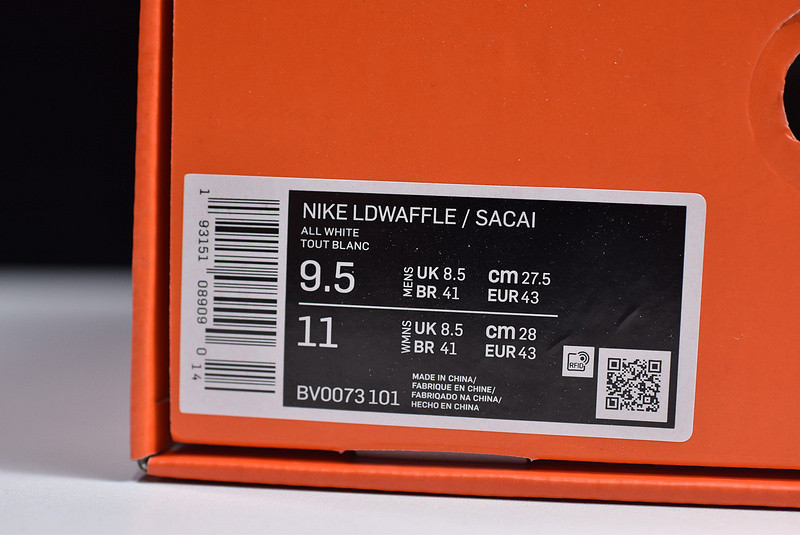 NIKE LDWAFFLE / SACAI
ALL WHITE
TOUT BLANC
9.5 MENS UK 8.5 cm 27.5
BR 41 EUR 43
11 WMNS UK 8.5 cm 28
BR 41 EUR 43
RFID
MADE IN CHINA/
FABRIQUE EN CHINE/
FABRIQADO NA CHINA/
HECHO EN CHINA
BV0073 101
1 93151 08909 0 14